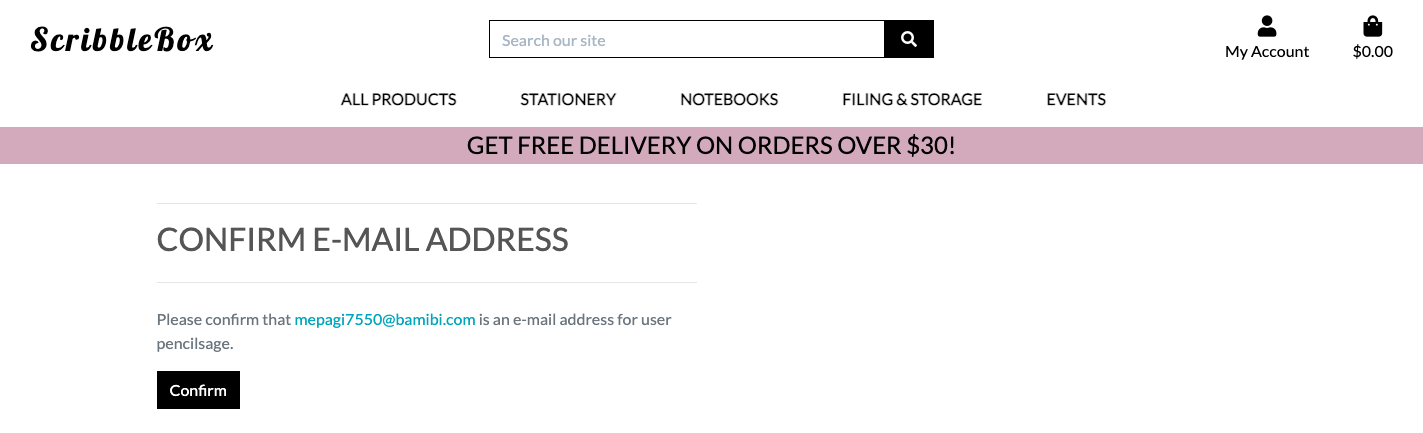 ScribbleBox
Search our site
My Account
$0.00
ALL PRODUCTS
STATIONERY
NOTEBOOKS
FILING & STORAGE
EVENTS
GET FREE DELIVERY ON ORDERS OVER $30!
CONFIRM E-MAIL ADDRESS
Please confirm that mepagi7550@bamibi.com is an e-mail address for user
pencilsage.
Confirm